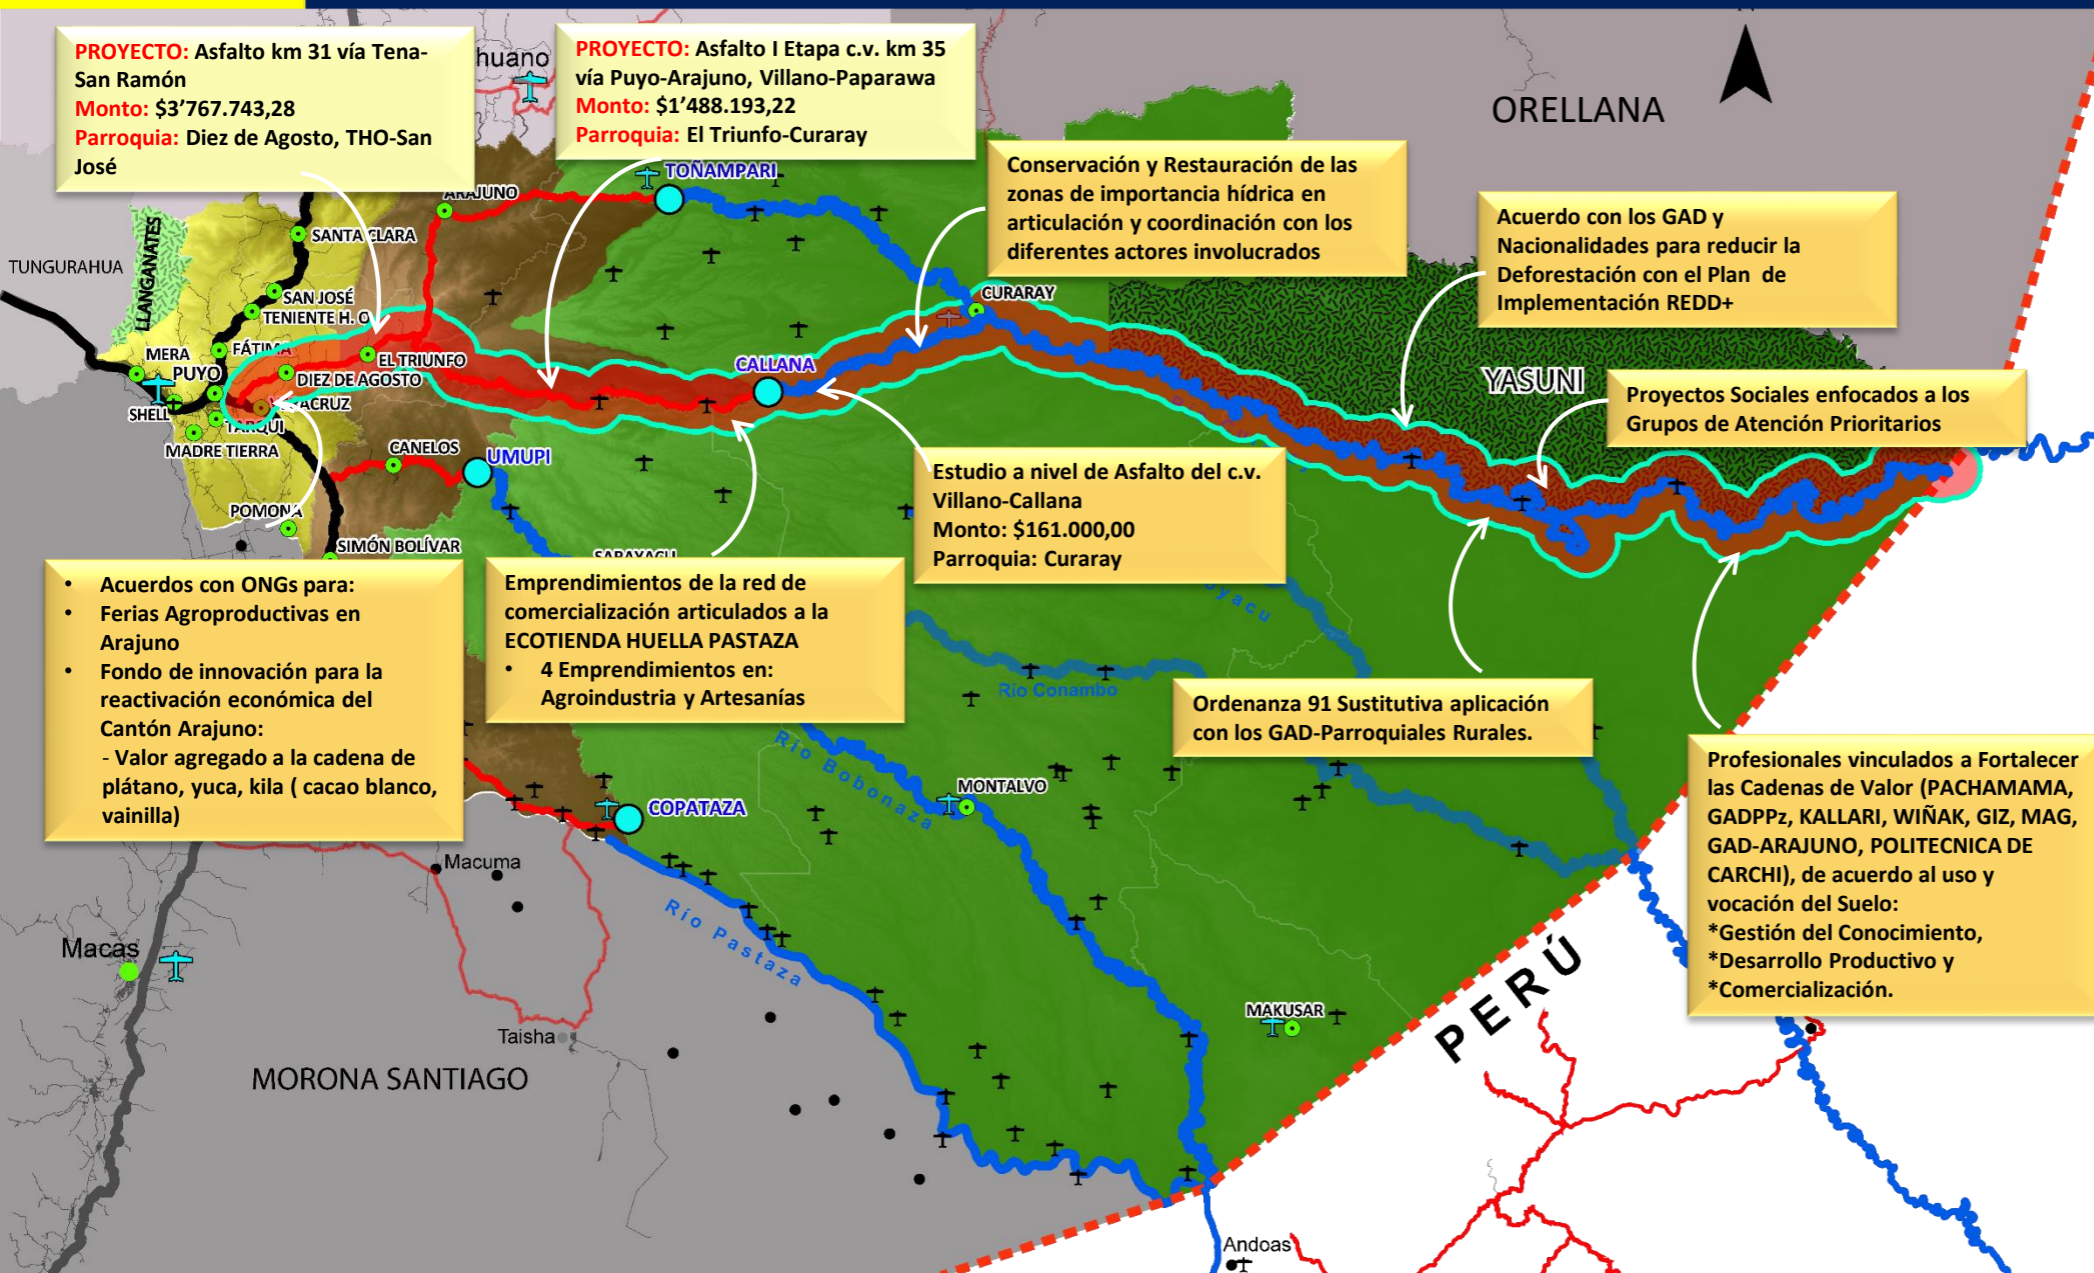 PROYECTO: Asfalto km 31 vía Tena-
San Ramón
Monto: $3’767.743,28
Parroquia: Diez de Agosto, THO-San
José
huano
PROYECTO: Asfalto I Etapa c.v. km 35
vía Puyo-Arajuno, Villano-Paparawa
Monto: $1’488.193,22
Parroquia: El Triunfo-Curaray
ORELLANA
Conservación y Restauración de las
zonas de importancia hídrica en
articulación y coordinación con los
diferentes actores involucrados
Acuerdo con los GAD y
Nacionalidades para reducir la
Deforestación con el Plan de
Implementación REDD+
TOÑAMPARI
ARAJUNO
SANTA CLARA
TUNGURAHUA
LLANGANATES
SAN JOSÉ
TENIENTE H. O
CURARAY
MERA
FÁTIMA
EL TRIUNFO
PUYO
DIEZ DE AGOSTO
CALLANA
YASUNI
SHELL
TARQUI
MADRE TIERRA
CANELOS
UMUPI
POMONA
SIMÓN BOLÍVAR
Proyectos Sociales enfocados a los
Grupos de Atención Prioritarios
Estudio a nivel de Asfalto del c.v.
Villano-Callana
Monto: $161.000,00
Parroquia: Curaray
• Acuerdos con ONGs para:
• Ferias Agroproductivas en
Arajuno
• Fondo de innovación para la
reactivación económica del
Cantón Arajuno:
- Valor agregado a la cadena de
plátano, yuca, kila ( cacao blanco,
vainilla)
SARAYACU
Emprendimientos de la red de
comercialización articulados a la
ECOTIENDA HUELLA PASTAZA
• 4 Emprendimientos en:
Agroindustria y Artesanías
Río Conambo
Ordenanza 91 Sustitutiva aplicación
con los GAD-Parroquiales Rurales.
Profesionales vinculados a Fortalecer
las Cadenas de Valor (PACHAMAMA,
GADPPz, KALLARI, WIÑAK, GIZ, MAG,
GAD-ARAJUNO, POLITECNICA DE
CARCHI), de acuerdo al uso y
vocación del Suelo:
*Gestión del Conocimiento,
*Desarrollo Productivo y
*Comercialización.
Río Bobonaza
MONTALVO
COPATAZA
Macuma
Río Pastaza
Macas
PERÚ
MAKUSAR
Taisha
MORONA SANTIAGO
Andoas